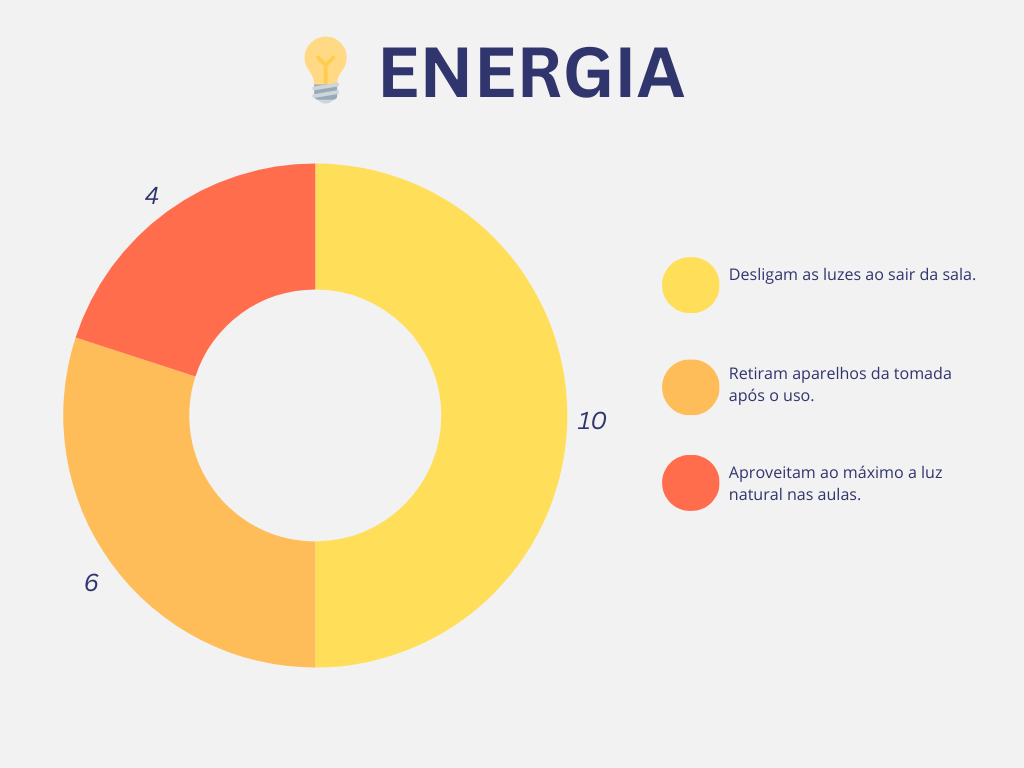 ENERGIA
4
10
6
Desligam as luzes ao sair da sala.
Retiram aparelhos da tomada
após o uso.
Aproveitam ao máximo a luz
natural nas aulas.